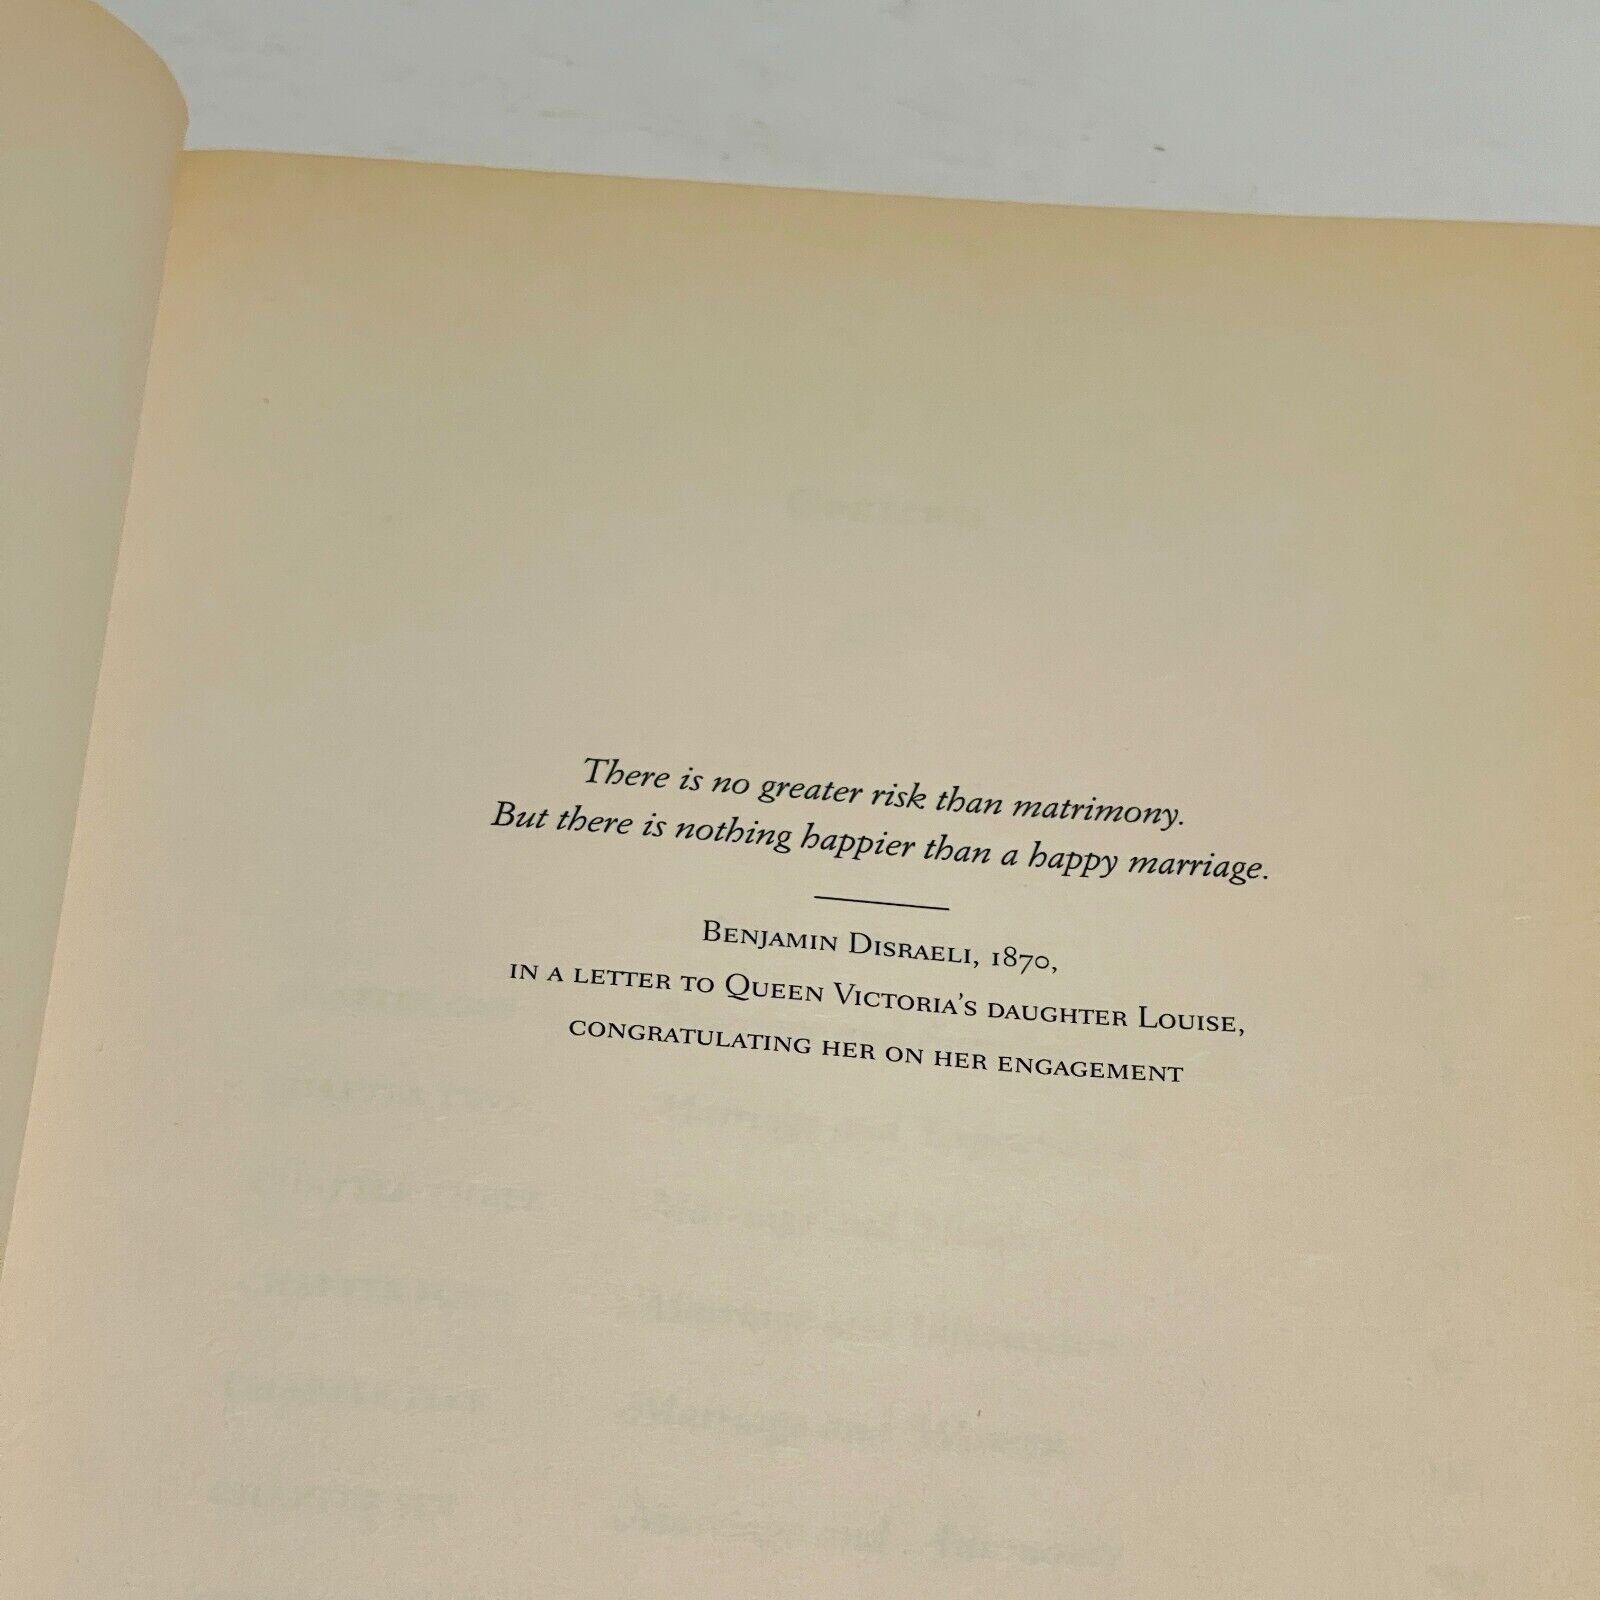 There is no greater risk than matrimony.
But there is nothing happier than a happy marriage.
Benjamin Disraeli, 1870,
in a letter to Queen Victoria's daughter Louise,
congratulating her on her engagement